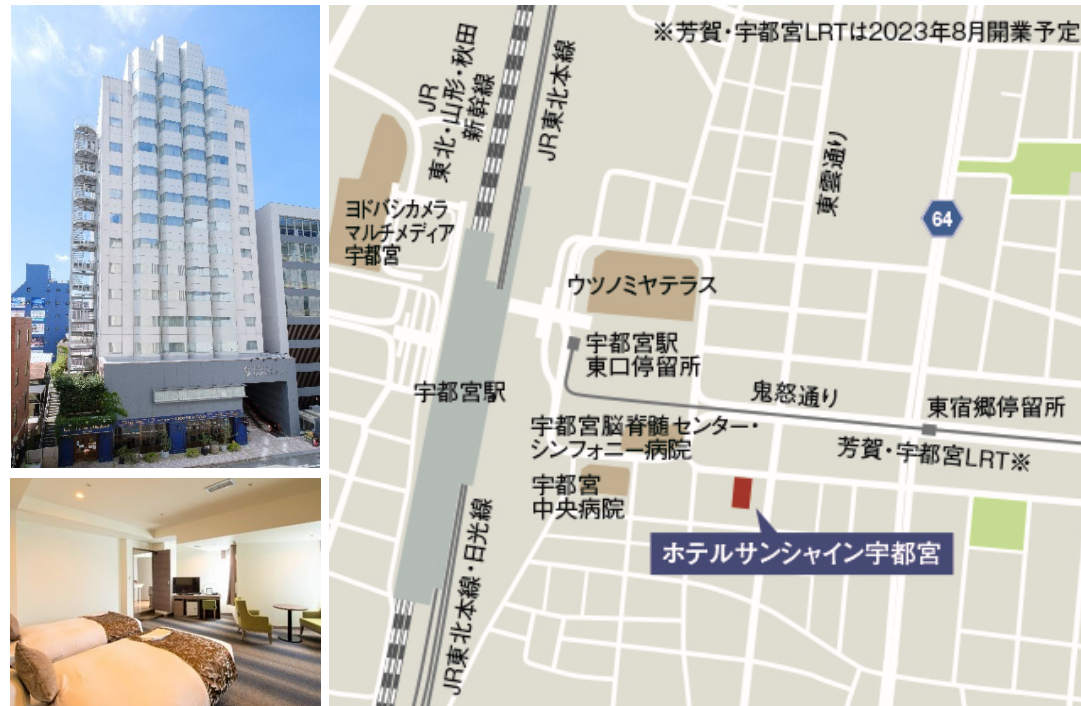 ※芳賀・宇都宮LRTは2023年8月開業予定
JR
東北・山形・秋田
新幹線
JR東北本線
東雲通り
64
ヨドバシカメラ
マルチメディア
宇都宮
ウツノミヤテラス
宇都宮駅
東口停留所
宇都宮駅
鬼怒通り
東宿郷停留所
宇都宮脳脊髄センター・
シンフォニー病院
芳賀・宇都宮LRT※
宇都宮
中央病院
ホテルサンシャイン宇都宮
JR東北本線・日光線